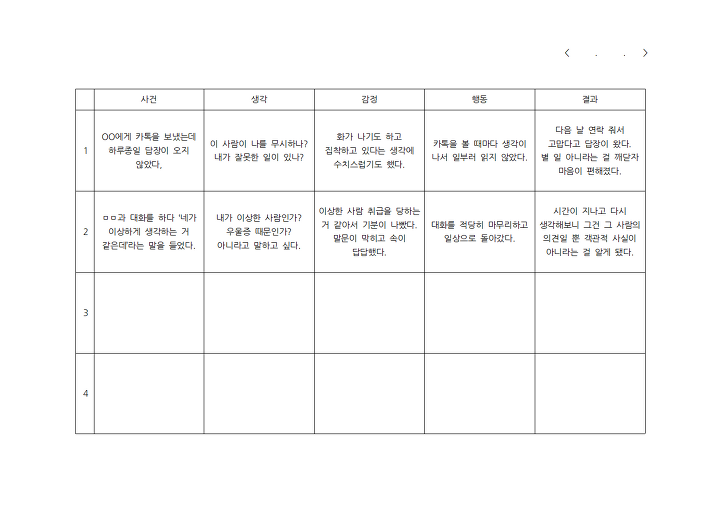 < . . >
사건 생각 감정 행동 결과
1
OO에게 카톡을 보냈는데
하루종일 답장이 오지
않았다,
이 사람이 나를 무시하나?
내가 잘못한 일이 있나?
화가 나기도 하고
집착하고 있다는 생각에
수치스럽기도 했다.
카톡을 볼 때마다 생각이
나서 일부러 읽지 않았다.
다음 날 연락 줘서
고맙다고 답장이 왔다.
별 일 아니라는 걸 깨닫자
마음이 편해졌다.
2
ㅁㅁ과 대화를 하다 '네가
이상하게 생각하는 거
같은데'라는 말을 들었다.
내가 이상한 사람인가?
우울증 때문인가?
아니라고 말하고 싶다.
이상한 사람 취급을 당하는
거 같아서 기분이 나빴다.
말문이 막히고 속이
답답했다.
대화를 적당히 마무리하고
일상으로 돌아갔다.
시간이 지나고 다시
생각해보니 그건 그 사람의
의견일 뿐 객관적 사실이
아니라는 걸 알게 됐다.
3
4